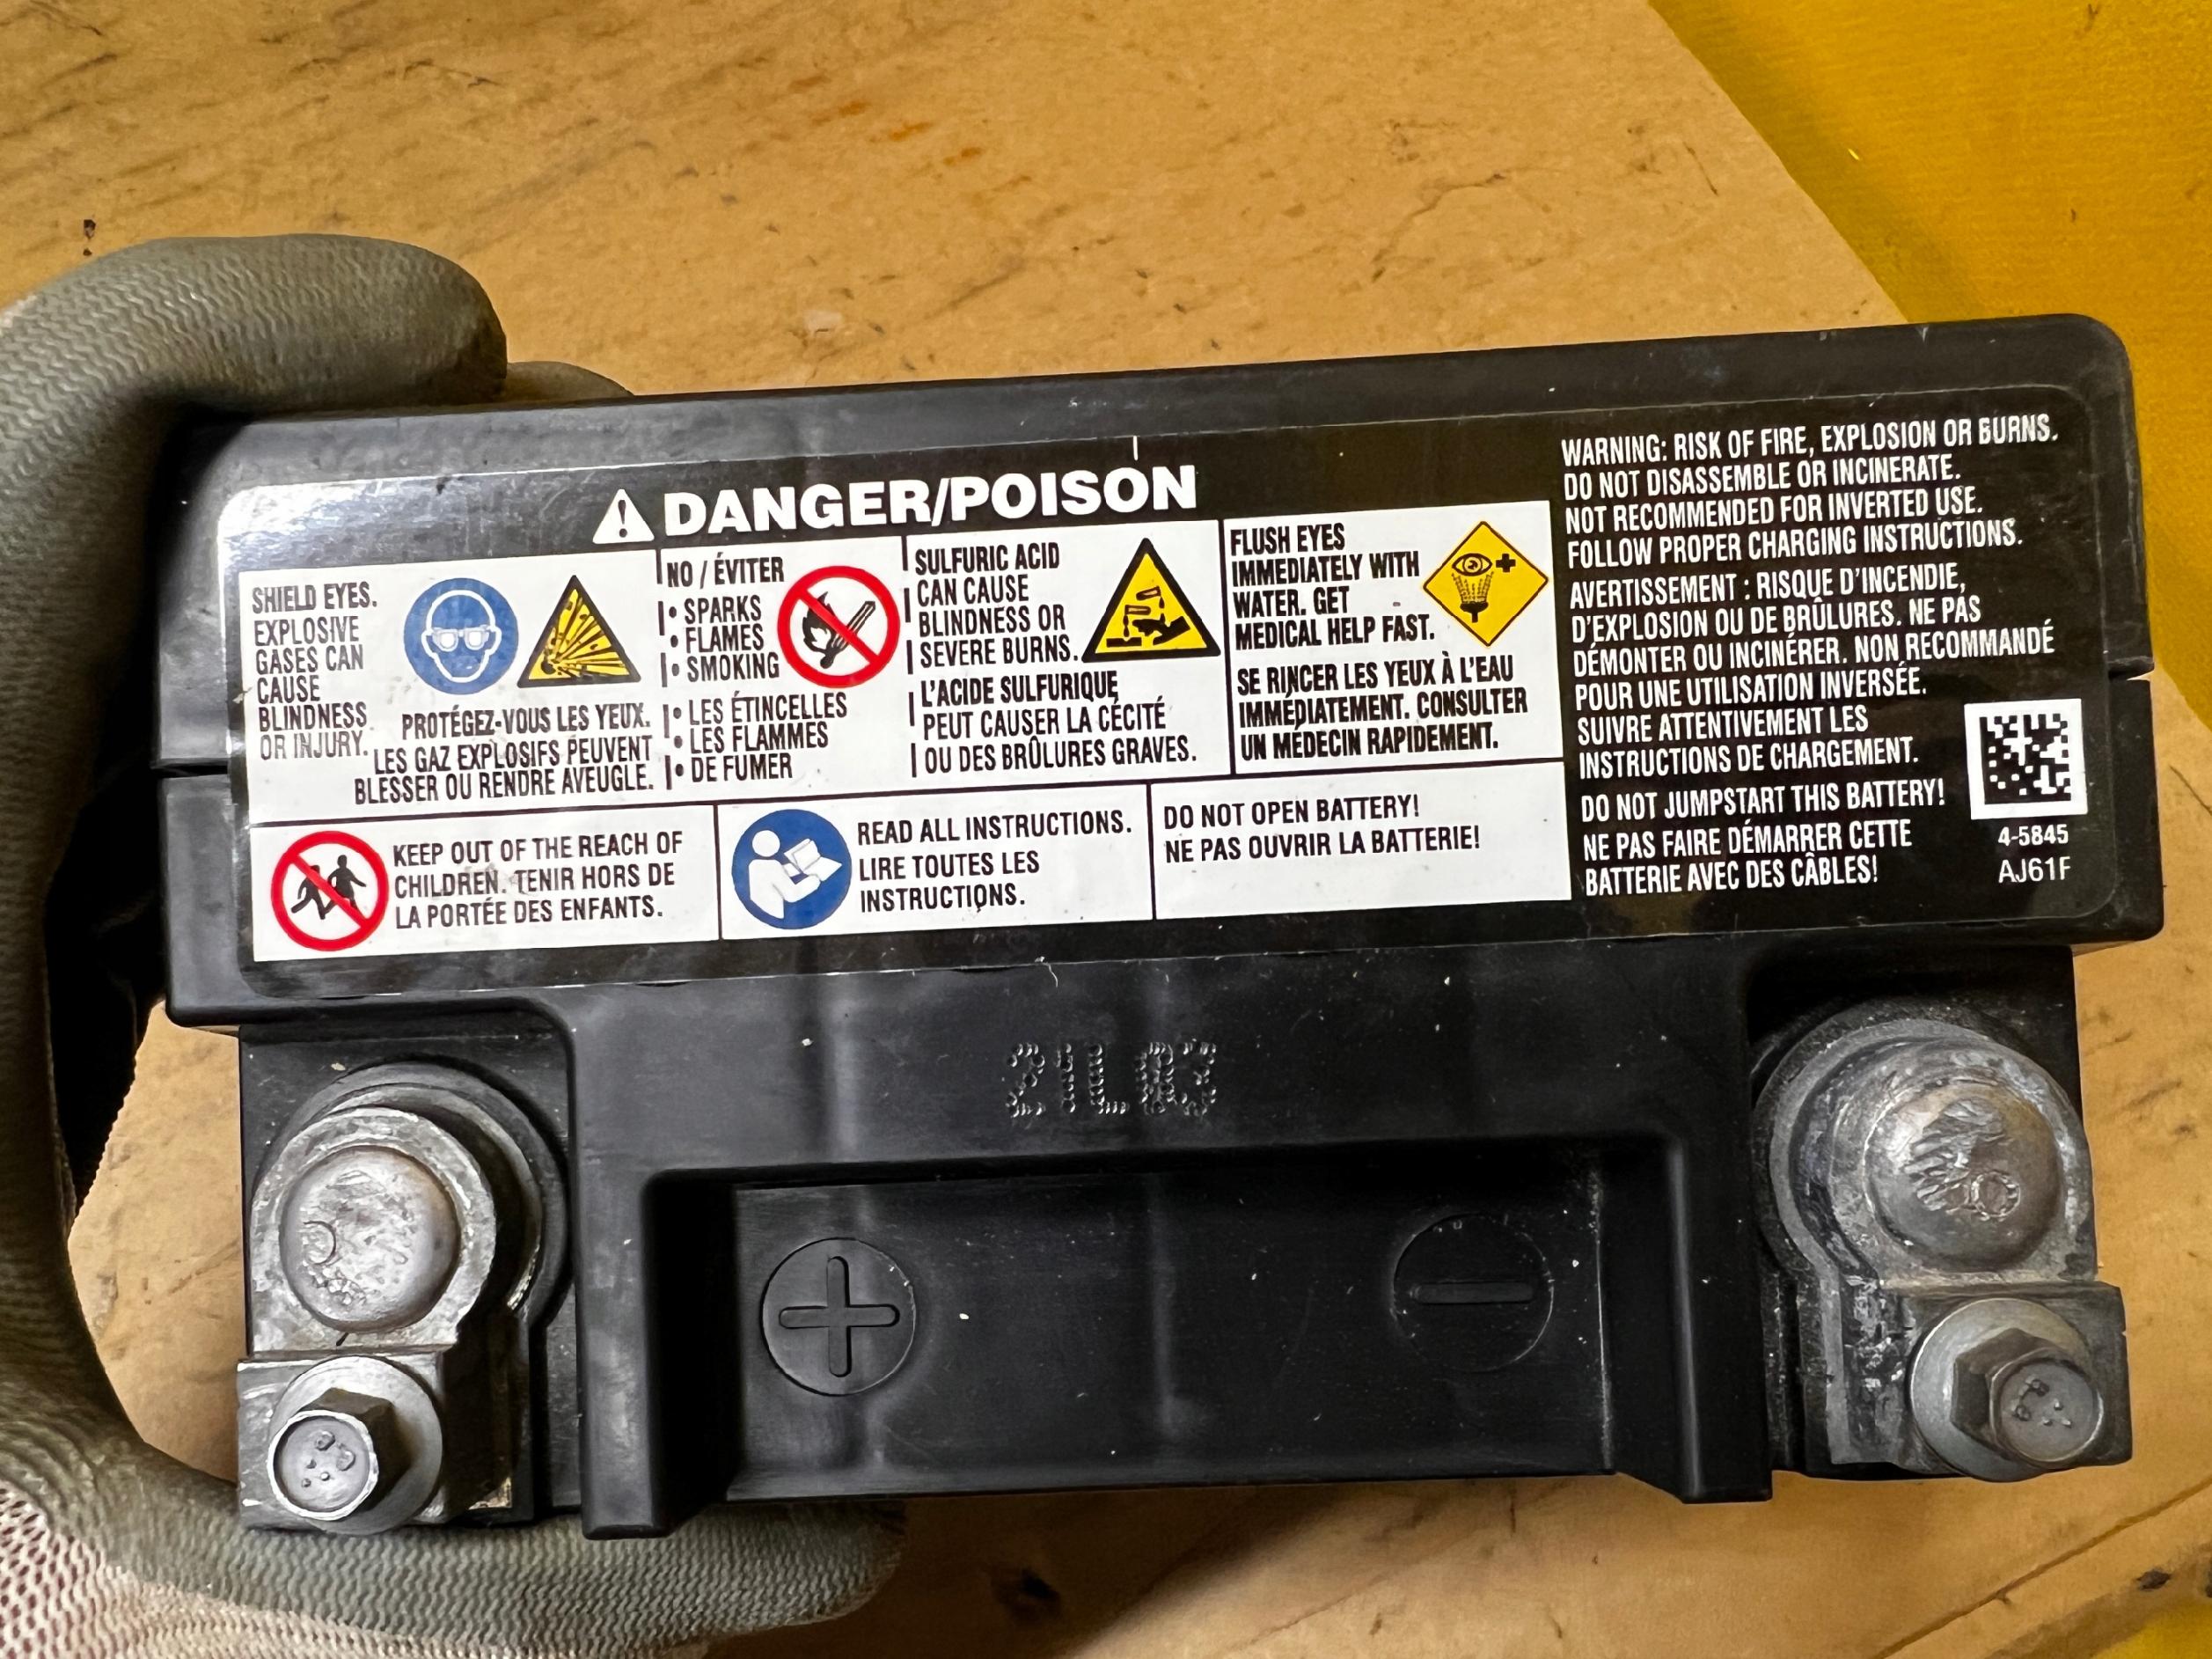 DANGER/POISON
SHIELD EYES.
EXPLOSIVE
GASES CAN
CAUSE
BLINDNESS
OR INJURY.
PROTÉGEZ-VOUS LES YEUX.
LES GAZ EXPLOSIFS PEUVENT
BLESSER OU RENDRE AVEUGLE.
NO / ÉVITER
• SPARKS
• FLAMES
• SMOKING
• LES ÉTINCELLES
• LES FLAMMES
• DE FUMER
SULFURIC ACID
CAN CAUSE
BLINDNESS OR
SEVERE BURNS.
L'ACIDE SULFURIQUE
PEUT CAUSER LA CÉCITÉ
OU DES BRÛLURES GRAVES.
FLUSH EYES
IMMEDIATELY WITH
WATER. GET
MEDICAL HELP FAST.
SE RINCER LES YEUX À L'EAU
IMMÉDIATEMENT. CONSULTER
UN MÉDECIN RAPIDEMENT.
KEEP OUT OF THE REACH OF
CHILDREN. TENIR HORS DE
LA PORTÉE DES ENFANTS.
READ ALL INSTRUCTIONS.
LIRE TOUTES LES
INSTRUCTIONS.
DO NOT OPEN BATTERY!
NE PAS OUVRIR LA BATTERIE!
WARNING: RISK OF FIRE, EXPLOSION OR BURNS.
DO NOT DISASSEMBLE OR INCINERATE.
NOT RECOMMENDED FOR INVERTED USE.
FOLLOW PROPER CHARGING INSTRUCTIONS.
AVERTISSEMENT : RISQUE D'INCENDIE,
D'EXPLOSION OU DE BRÛLURES. NE PAS
DÉMONTER OU INCINÉRER. NON RECOMMANDÉ
POUR UNE UTILISATION INVERSÉE.
SUIVRE ATTENTIVEMENT LES
INSTRUCTIONS DE CHARGEMENT.
DO NOT JUMPSTART THIS BATTERY!
NE PAS FAIRE DÉMARRER CETTE
BATTERIE AVEC DES CÂBLES!
4-5845
AJ61F
+
−